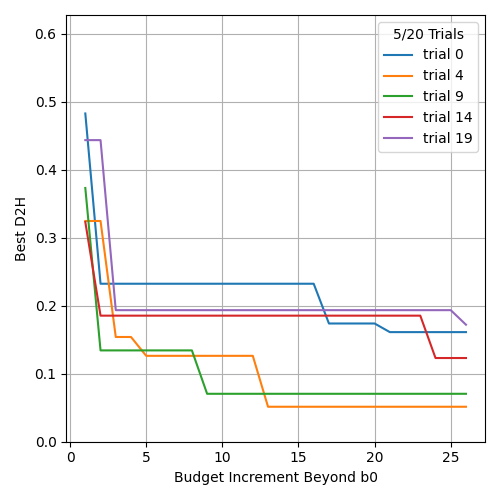 5/20 Trials
trial 0
trial 4
trial 9
trial 14
trial 19
0.6
0.5
0.4
0.3
0.2
0.1
0.0
Best D2H
0 5 10 15 20 25
Budget Increment Beyond b0